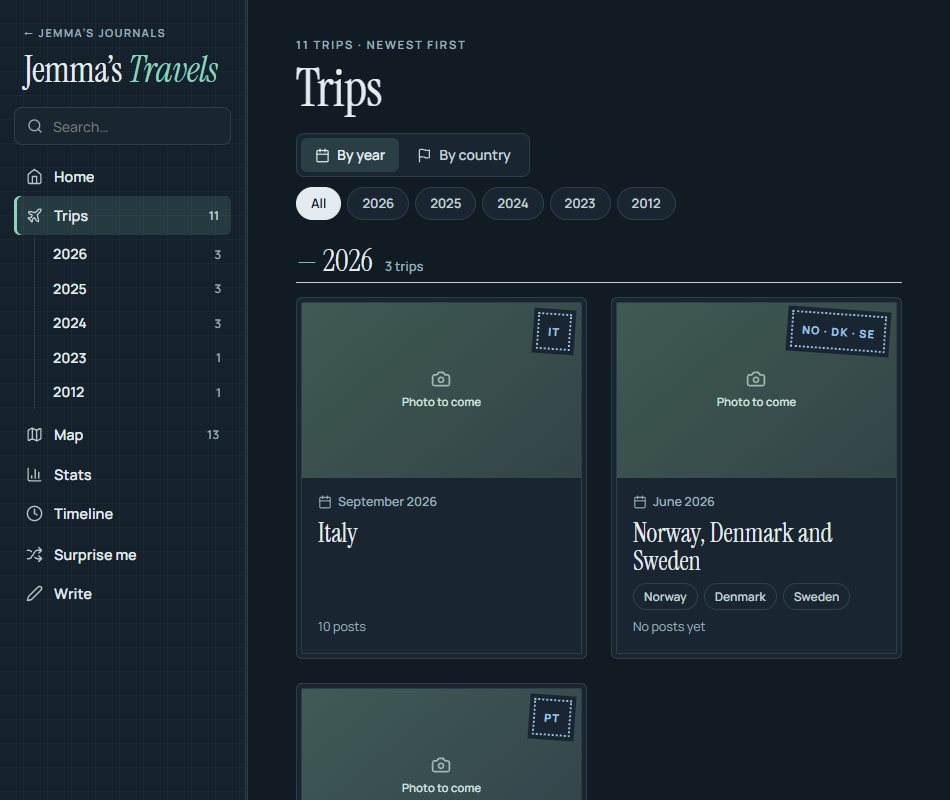 ← JEMMA'S JOURNALS
Jemma's Travels
Search...
Home
Trips 11
2026 3
2025 3
2024 3
2023 1
2012 1
Map 13
Stats
Timeline
Surprise me
Write
11 TRIPS · NEWEST FIRST
Trips
By year By country
All 2026 2025 2024 2023 2012
— 2026 3 trips
IT
Photo to come
September 2026
Italy
10 posts
NO · DK · SE
Photo to come
June 2026
Norway, Denmark and
Sweden
Norway Denmark Sweden
No posts yet
PT
Photo to come